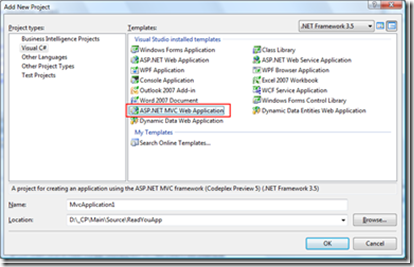 Add New Project
Project types:
Templates:
.NET Framework 3.5
Business Intelligence Projects
Visual C#
Other Languages
Other Project Types
Test Projects
Visual Studio installed templates
Windows Forms Application
Class Library
ASP.NET Web Application
ASP.NET Web Service Application
WPF Application
WPF Browser Application
Console Application
Excel 2007 Workbook
Outlook 2007 Add-in
WCF Service Application
Word 2007 Document
Windows Forms Control Library
ASP.NET MVC Web Application
Dynamic Data Entities Web Application
Dynamic Data Web Application
My Templates
Search Online Templates...
A project for creating an application using the ASP.NET MVC framework (Codeplex Preview 5) (.NET Framework 3.5)
Name:
MvcApplication1
Location:
D:\_CP\Main\Source\ReadYouApp
Browse...
OK
Cancel